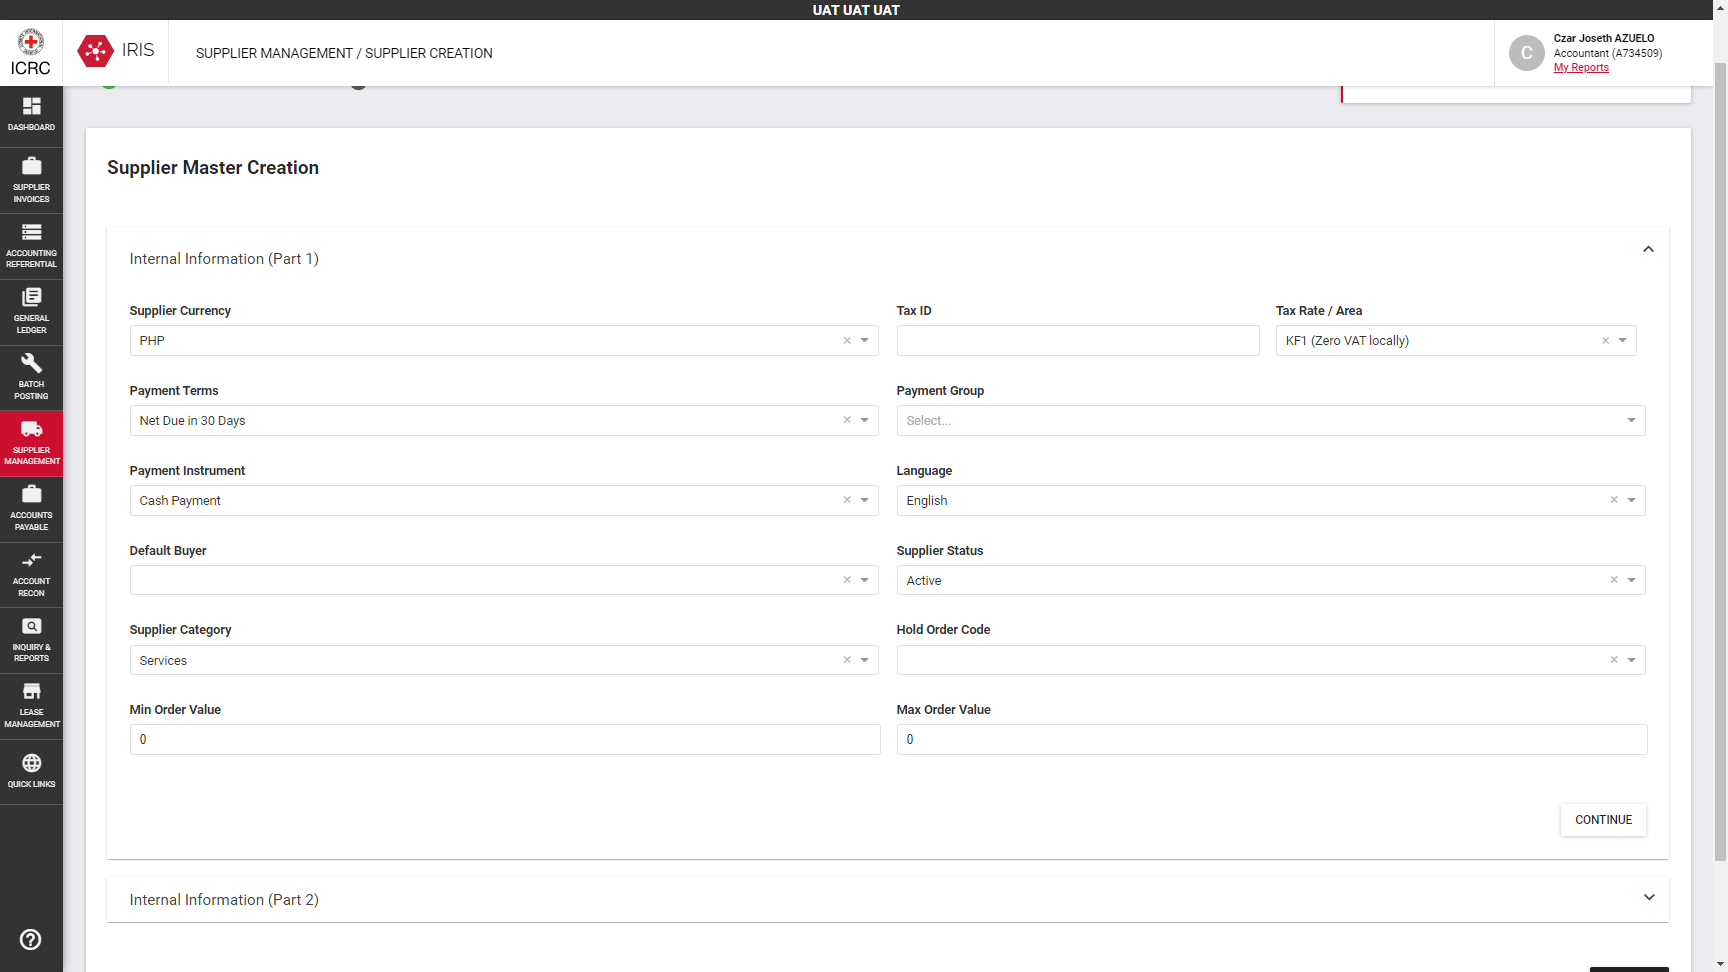 UAT UAT UAT
ICRC
IRIS
SUPPLIER MANAGEMENT / SUPPLIER CREATION
C
Czar Joseth AZUELO
Accountant (A734509)
My Reports
DASHBOARD
SUPPLIER
INVOICES
ACCOUNTING
REFERENTIAL
GENERAL
LEDGER
BATCH
POSTING
SUPPLIER
MANAGEMENT
ACCOUNTS
PAYABLE
ACCOUNT
RECON
INQUIRY &
REPORTS
LEASE
MANAGEMENT
QUICK LINKS
Supplier Master Creation
Internal Information (Part 1)
Supplier Currency
PHP
Tax ID
Tax Rate / Area
KF1 (Zero VAT locally)
Payment Terms
Net Due in 30 Days
Payment Group
Select...
Payment Instrument
Cash Payment
Language
English
Default Buyer
Supplier Status
Active
Supplier Category
Services
Hold Order Code
Min Order Value
0
Max Order Value
0
CONTINUE
Internal Information (Part 2)